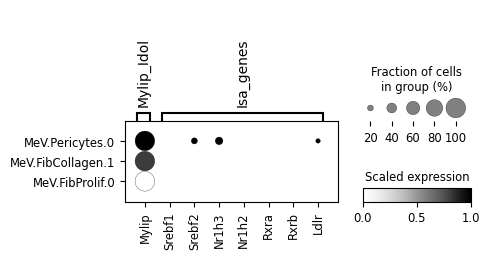 Mylip_Idol
Isa_genes
MeV.Pericytes.0
MeV.FibCollagen.1
MeV.FibProlif.0
Mylip
Srebf1
Srebf2
Nr1h3
Nr1h2
Rxra
Rxrb
Ldlr
Fraction of cells
in group (%)
20 40 60 80 100
Scaled expression
0.0 0.5 1.0